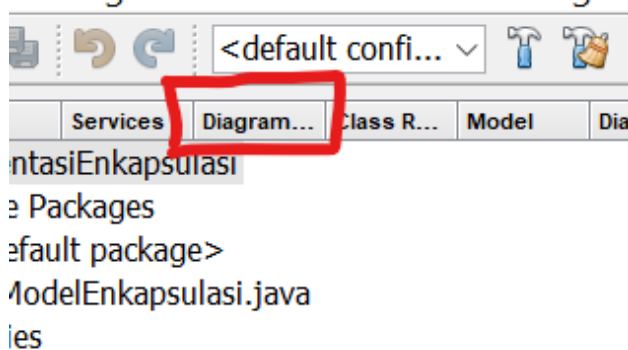 <default confi...
Services Diagram... Class R... Model Dia
entasiEnkapsulasi
e Packages
efault package>
ModelEnkapsulasi.java
ies